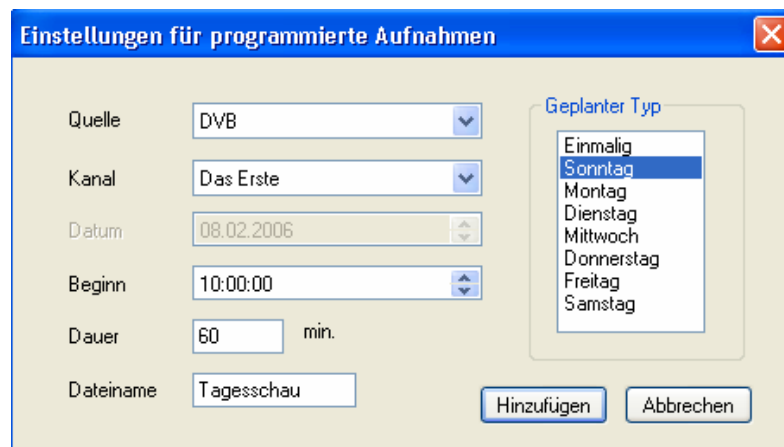 Einstellungen für programmierte Aufnahmen
Quelle
DVB
Kanal
Das Erste
Datum
08.02.2006
Beginn
10:00:00
Dauer
60
min.
Dateiname
Tagesschau
Geplanter Typ
Einmalig
Sonntag
Montag
Dienstag
Mittwoch
Donnerstag
Freitag
Samstag
Hinzufügen
Abbrechen